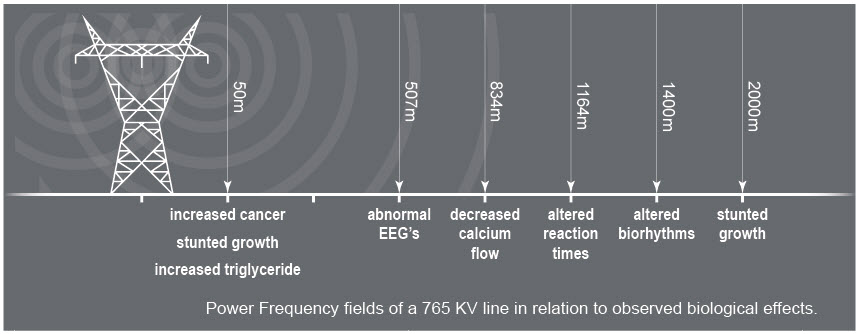 50m
507m
834m
1164m
1400m
2000m
increased cancer
stunted growth
increased triglyceride
abnormal
EEG's
decreased
calcium
flow
altered
reaction
times
altered
biorhythms
stunted
growth
Power Frequency fields of a 765 KV line in relation to observed biological effects.